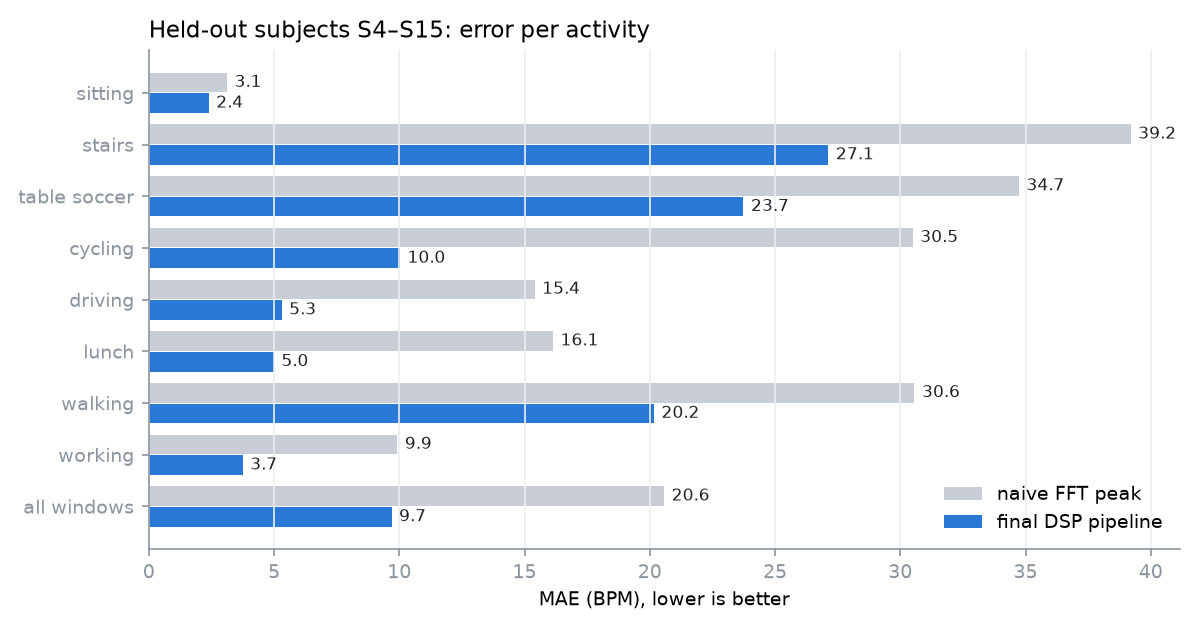 Held-out subjects S4–S15: error per activity
sitting
3.1
2.4
stairs
39.2
27.1
table soccer
34.7
23.7
cycling
30.5
10.0
driving
15.4
5.3
lunch
16.1
5.0
walking
30.6
20.2
working
9.9
3.7
all windows
20.6
9.7
naive FFT peak
final DSP pipeline
0 5 10 15 20 25 30 35 40
MAE (BPM), lower is better